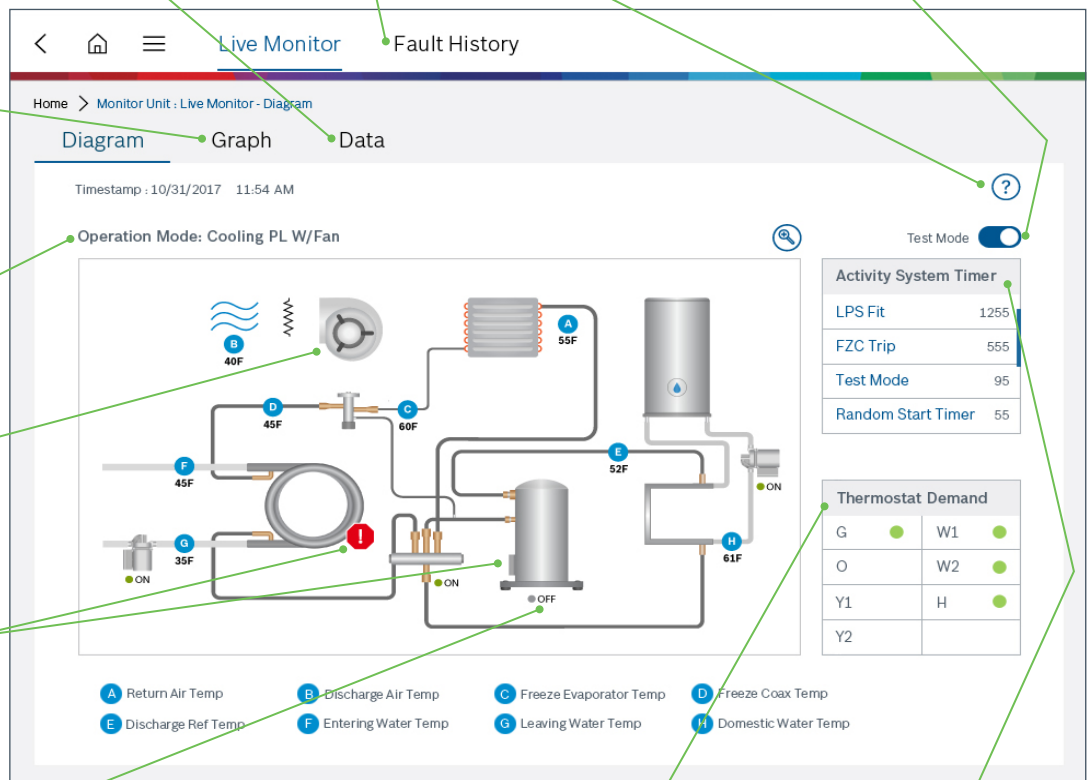 Live Monitor
Fault History
Home > Monitor Unit : Live Monitor - Diagram
Diagram
Graph
Data
Timestamp : 10/31/2017 11:54 AM
?
Operation Mode: Cooling PL W/Fan
Test Mode
B
40F
A
55F
D
45F
C
60F
F
45F
E
52F
G
35F
H
61F
!
ON
ON
OFF
ON
Activity System Timer
LPS Fit 1255
FZC Trip 555
Test Mode 95
Random Start Timer 55
Thermostat Demand
G W1
O W2
Y1 H
Y2
A Return Air Temp
B Discharge Air Temp
C Freeze Evaporator Temp
D Freeze Coax Temp
E Discharge Ref Temp
F Entering Water Temp
G Leaving Water Temp
H Domestic Water Temp